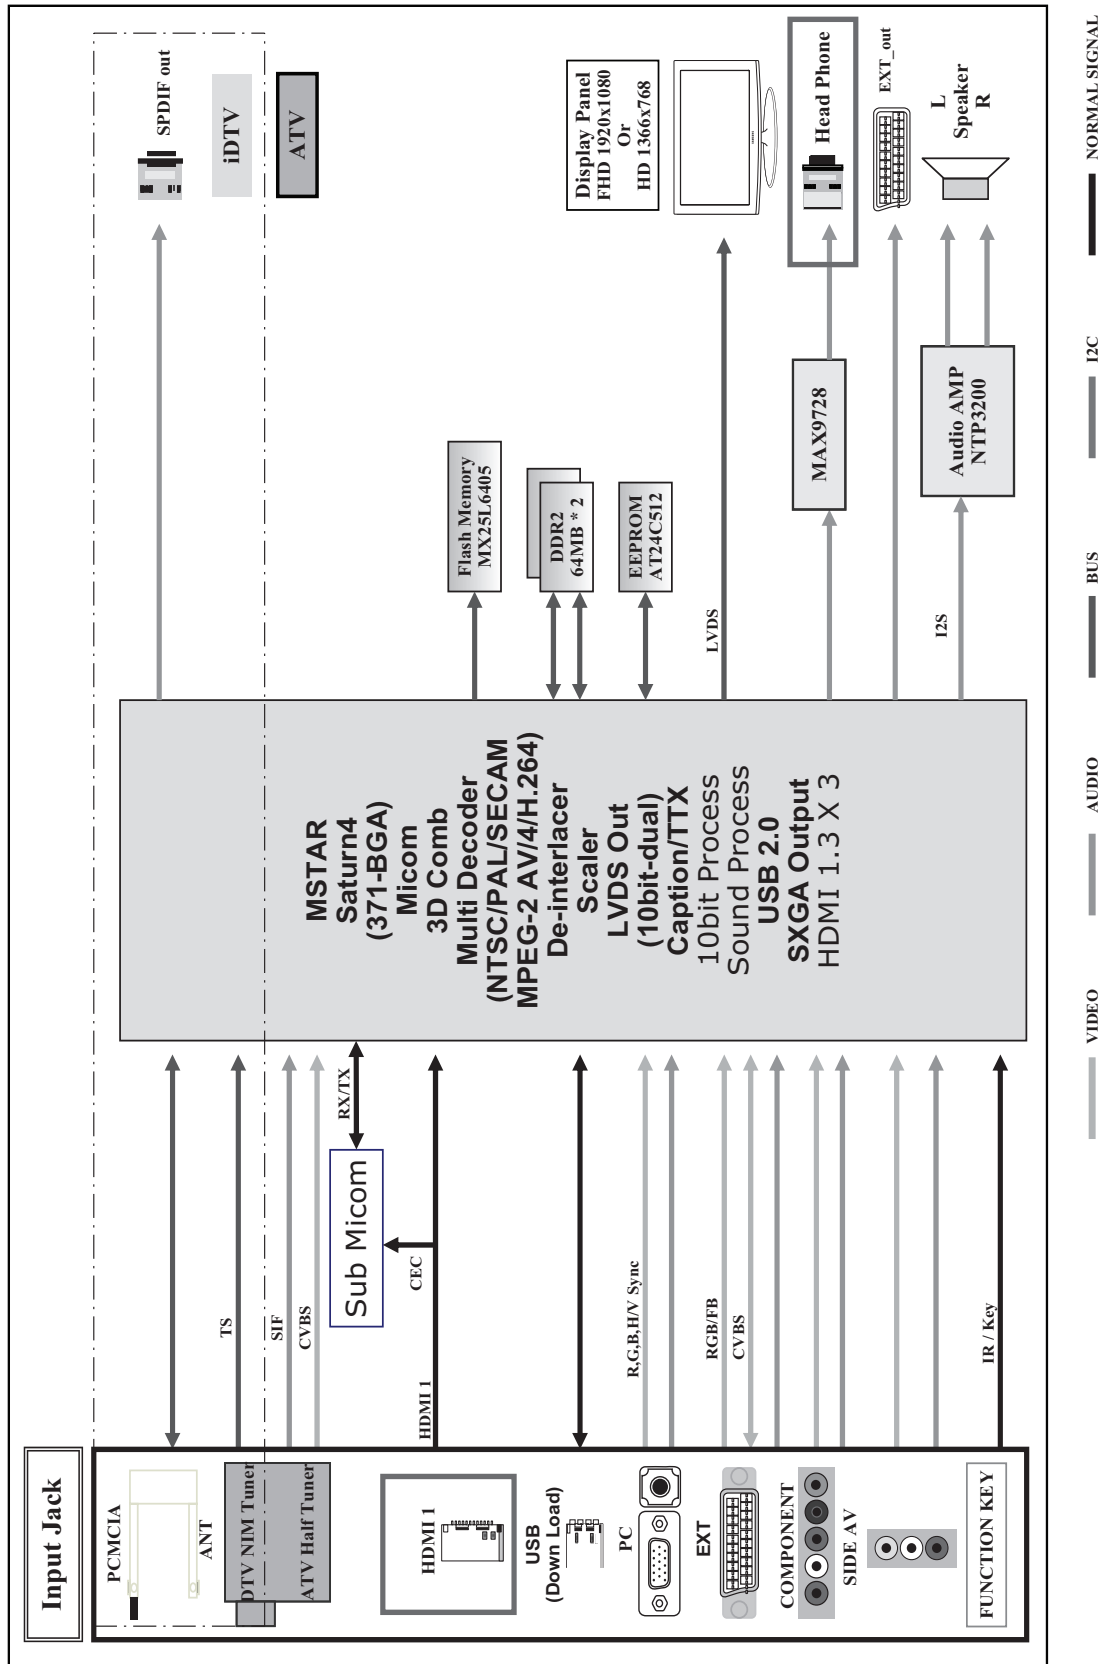 Input Jack
PCMCIA
ANT
DTV NIM Tuner
ATV Half Tuner
HDMI 1
USB
(Down Load)
PC
EXT
COMPONENT
SIDE AV
FUNCTION KEY
TS
SIF
CVBS
HDMI 1
CEC
Sub Micom
RX/TX
R,G,B,H/V Sync
RGB/FB
CVBS
IR / Key
MSTAR
Saturn4
(371-BGA)
Micom
3D Comb
Multi Decoder
(NTSC/PAL/SECAM
MPEG-2 AV/4/H.264)
De-interlacer
Scaler
LVDS Out
(10bit-dual)
Caption/TTX
10bit Process
Sound Process
USB 2.0
SXGA Output
HDMI 1.3 X 3
Flash Memory
MX25L6405
DDR2
64MB * 2
EEPROM
AT24C512
LVDS
I2S
MAX9728
Audio AMP
NTP3200
SPDIF out
iDTV
ATV
Display Panel
FHD 1920x1080
Or
HD 1366x768
Head Phone
EXT_out
L
Speaker
R
VIDEO
AUDIO
BUS
I2C
NORMAL SIGNAL